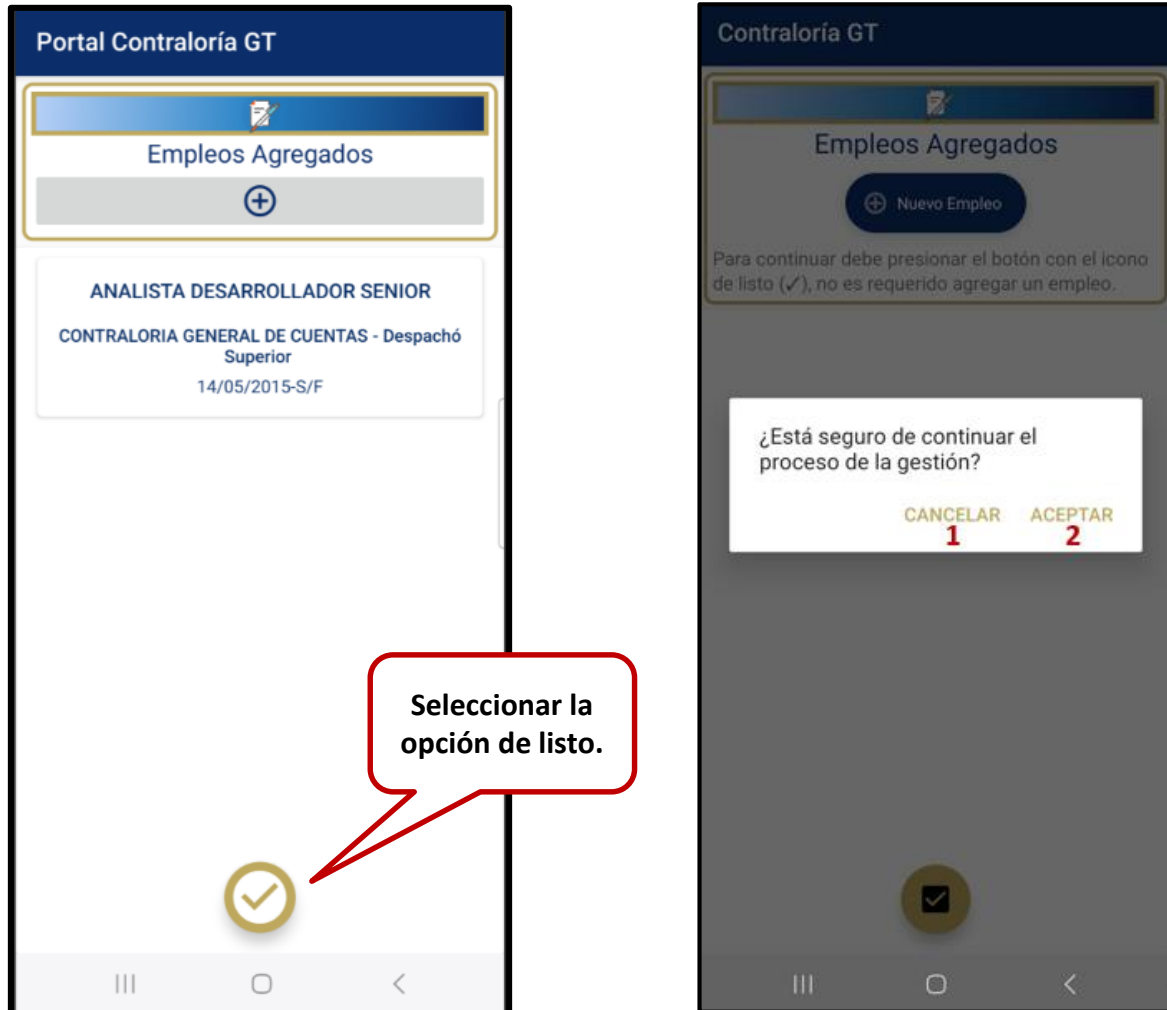 Portal Contraloría GT
Empleos Agregados
ANALISTA DESARROLLADOR SENIOR
CONTRALORIA GENERAL DE CUENTAS - Despachó
Superior
14/05/2015-S/F
Seleccionar la
opción de listo.
Contraloría GT
Empleos Agregados
Nuevo Empleo
Para continuar debe presionar el botón con el icono
de listo (✓), no es requerido agregar un empleo.
¿Está seguro de continuar el
proceso de la gestión?
CANCELAR ACEPTAR
1 2